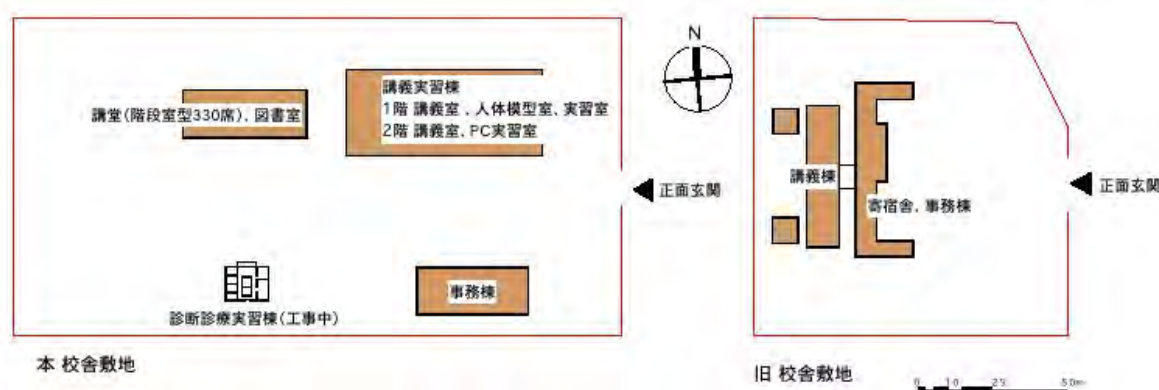 講堂(階段室型330席)、図書室
講義実習棟
1階 講義室、人体模型室、実習室
2階 講義室、PC実習室
正面玄関
診断診療実習棟(工事中)
事務棟
本 校舎敷地
N
講義棟
寄宿舎、事務棟
正面玄関
旧 校舎敷地
0 10 25 50m